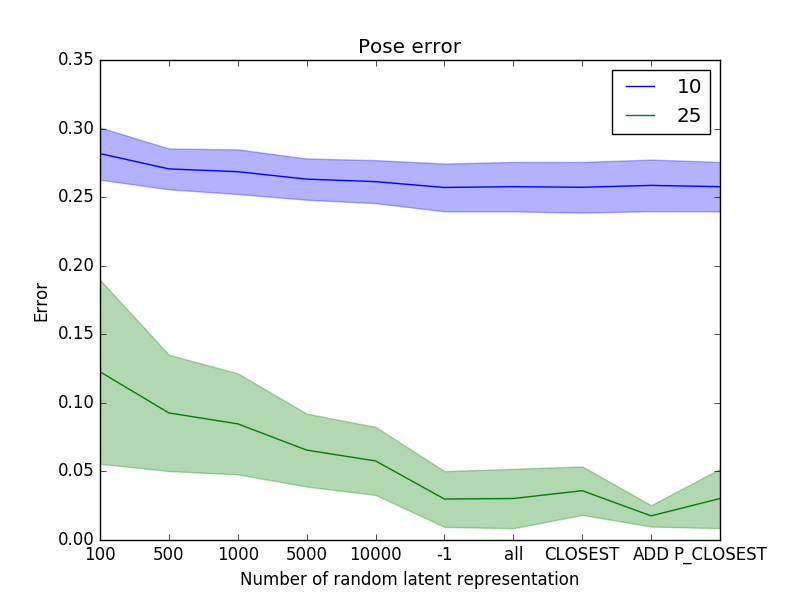 Pose error
10
25
Error
0.35
0.30
0.25
0.20
0.15
0.10
0.05
0.00
100 500 1000 5000 10000 -1 all CLOSEST ADD P_CLOSEST
Number of random latent representation